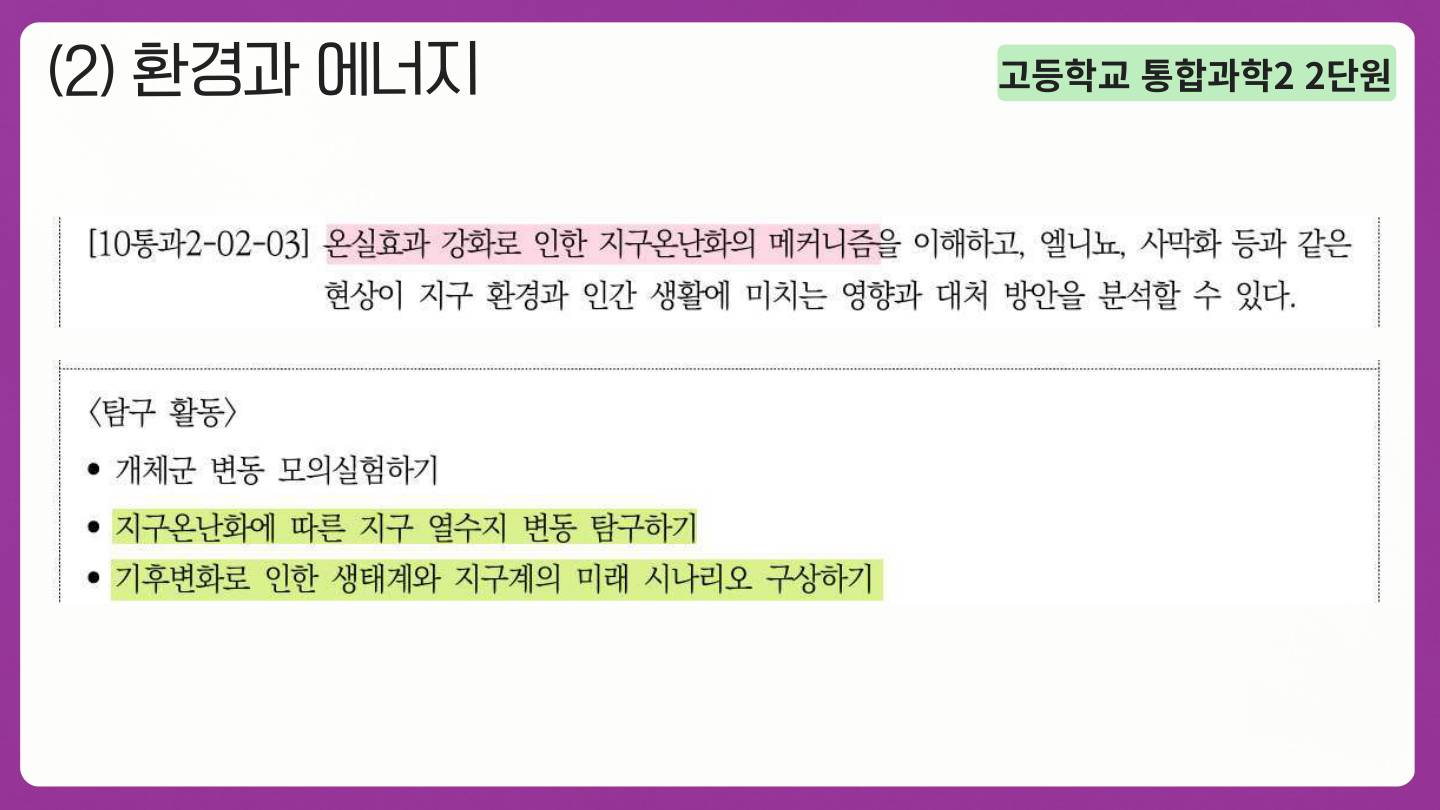 (2) 환경과 에너지
고등학교 통합과학2 2단원
[10통과2-02-03] 온실효과 강화로 인한 지구온난화의 메커니즘을 이해하고, 엘니뇨, 사막화 등과 같은
현상이 지구 환경과 인간 생활에 미치는 영향과 대처 방안을 분석할 수 있다.
〈탐구 활동〉
• 개체군 변동 모의실험하기
• 지구온난화에 따른 지구 열수지 변동 탐구하기
• 기후변화로 인한 생태계와 지구계의 미래 시나리오 구상하기